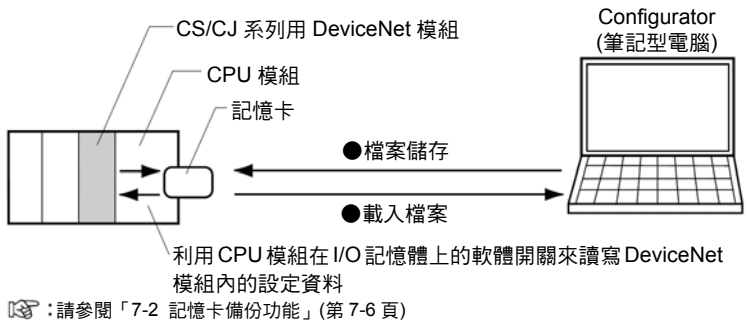 CS/CJ 系列用 DeviceNet 模組
CPU 模組
記憶卡
Configurator
(筆記型電腦)
●檔案儲存
●載入檔案
利用 CPU 模組在 I/O 記憶體上的軟體開關來讀寫 DeviceNet
模組內的設定資料
:請參閱「7-2 記憶卡備份功能」(第 7-6 頁)